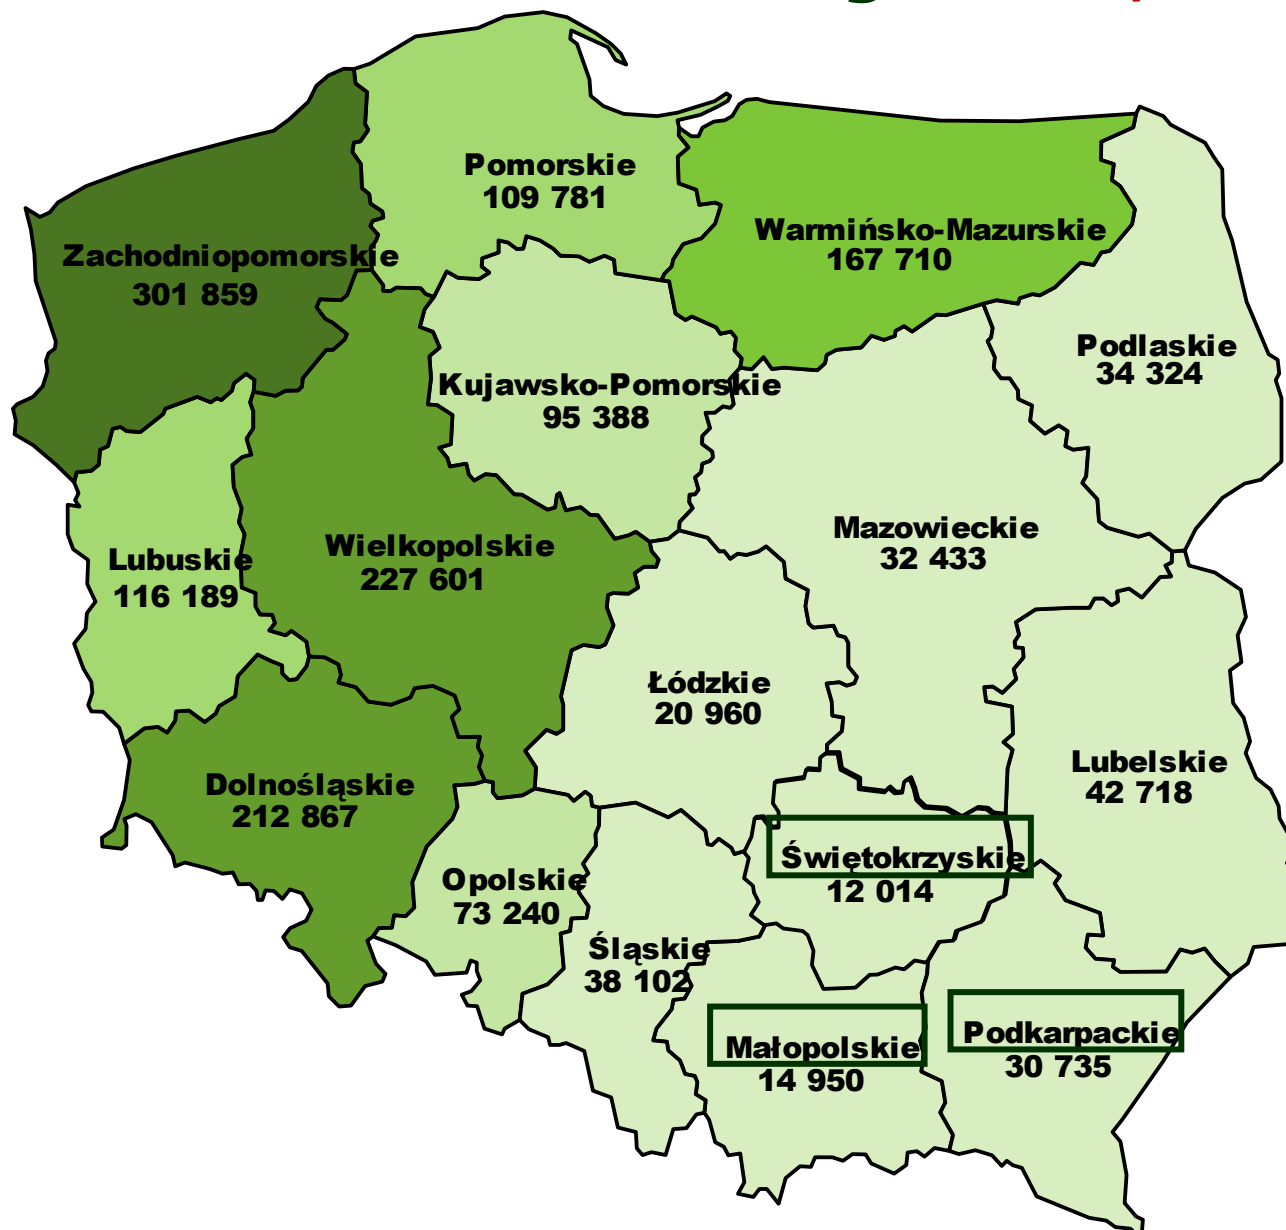 Pomorskie
109 781
Warmińsko-Mazurskie
167 710
Zachodniopomorskie
301 859
Podlaskie
34 324
Kujawsko-Pomorskie
95 388
Mazowieckie
32 433
Wielkopolskie
227 601
Lubuskie
116 189
Łódzkie
20 960
Lubelskie
42 718
Dolnośląskie
212 867
Świętokrzyskie
12 014
Opolskie
73 240
Śląskie
38 102
Podkarpackie
30 735
Małopolskie
14 950